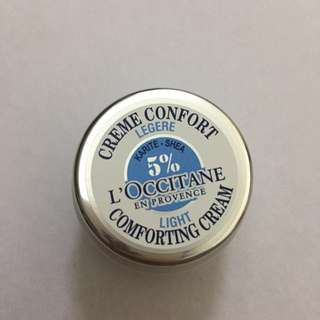 CREME CONFORT
LEGERE
KARITE - SHEA
5%
L'OCCITANE
EN PROVENCE
LIGHT
COMFORTING CREAM